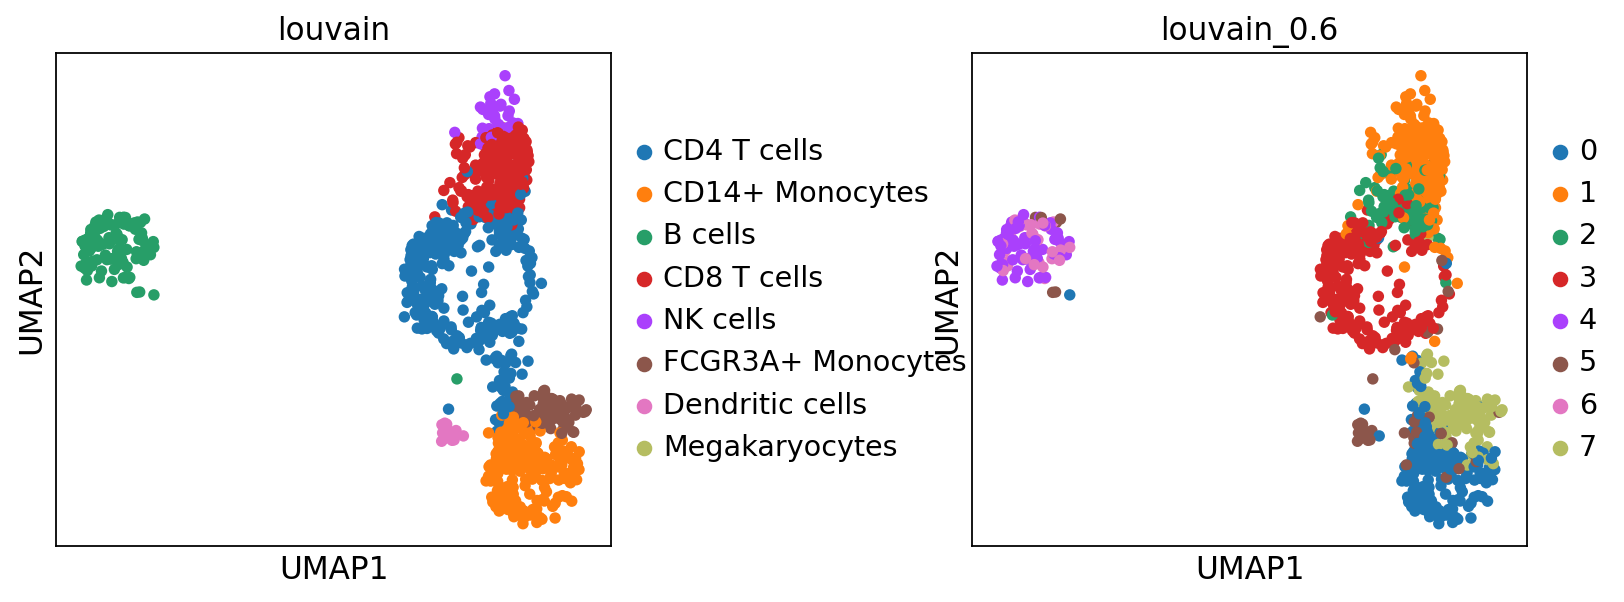 louvain
UMAP2
UMAP1
CD4 T cells
CD14+ Monocytes
B cells
CD8 T cells
NK cells
FCGR3A+ Monocytes
Dendritic cells
Megakaryocytes
louvain_0.6
UMAP2
UMAP1
0
1
2
3
4
5
6
7